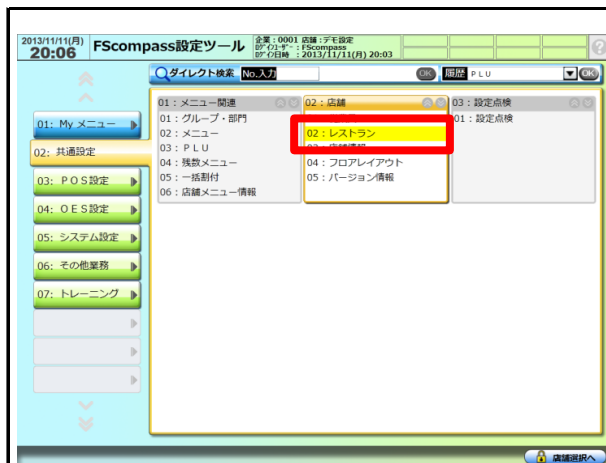 2013/11/11(月)
20:06
FScompass設定ツール
企業：0001 店舗：デモ設定
ﾛｸﾞｲﾝﾕｰｻﾞｰ：FScompass
ﾛｸﾞｲﾝ日時 ：2013/11/11(月) 20:03
?
ダイレクト検索 No.入力 OK 履歴 ＰＬＵ OK
01: My メニュー
02: 共通設定
03: ＰＯＳ設定
04: ＯＥＳ設定
05: システム設定
06: その他業務
07: トレーニング
01：メニュー関連
01：グループ・部門
02：メニュー
03：ＰＬＵ
04：残数メニュー
05：一括割付
06：店舗メニュー情報
02：店舗
02：レストラン
04：フロアレイアウト
05：バージョン情報
03：設定点検
01：設定点検
店舗選択へ